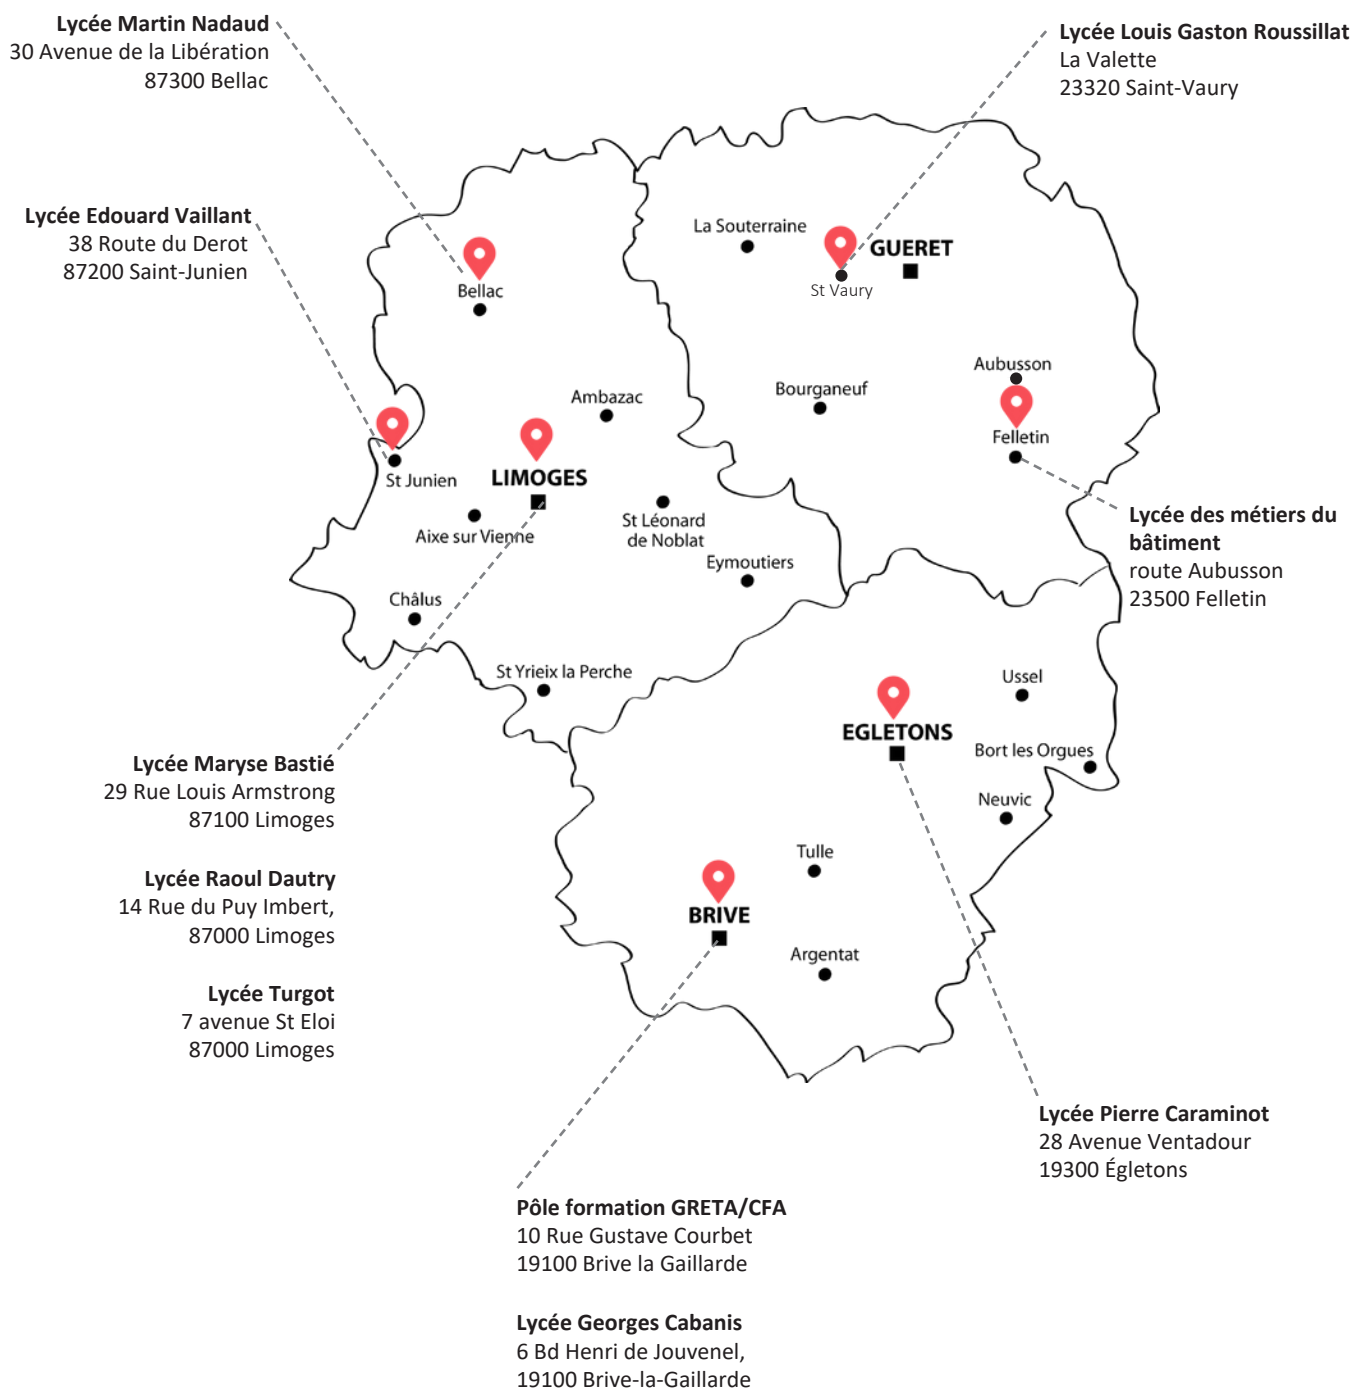 Lycée Martin Nadaud
30 Avenue de la Libération
87300 Bellac
Lycée Louis Gaston Roussillat
La Valette
23320 Saint-Vaury
Lycée Edouard Vaillant
38 Route du Derot
87200 Saint-Junien
La Souterraine
GUERET
St Vaury
Bellac
Aubusson
Bourganeuf
Ambazac
Felletin
LIMOGES
St Junien
Aixe sur Vienne
St Léonard
de Noblat
Eymoutiers
Châlus
Lycée des métiers du
bâtiment
route Aubusson
23500 Felletin
St Yrieix la Perche
Ussel
EGLETONS
Bort les Orgues
Neuvic
Tulle
BRIVE
Argentat
Lycée Maryse Bastié
29 Rue Louis Armstrong
87100 Limoges
Lycée Raoul Dautry
14 Rue du Puy Imbert,
87000 Limoges
Lycée Turgot
7 avenue St Eloi
87000 Limoges
Lycée Pierre Caraminot
28 Avenue Ventadour
19300 Égletons
Pôle formation GRETA/CFA
10 Rue Gustave Courbet
19100 Brive la Gaillarde
Lycée Georges Cabanis
6 Bd Henri de Jouvenel,
19100 Brive-la-Gaillarde